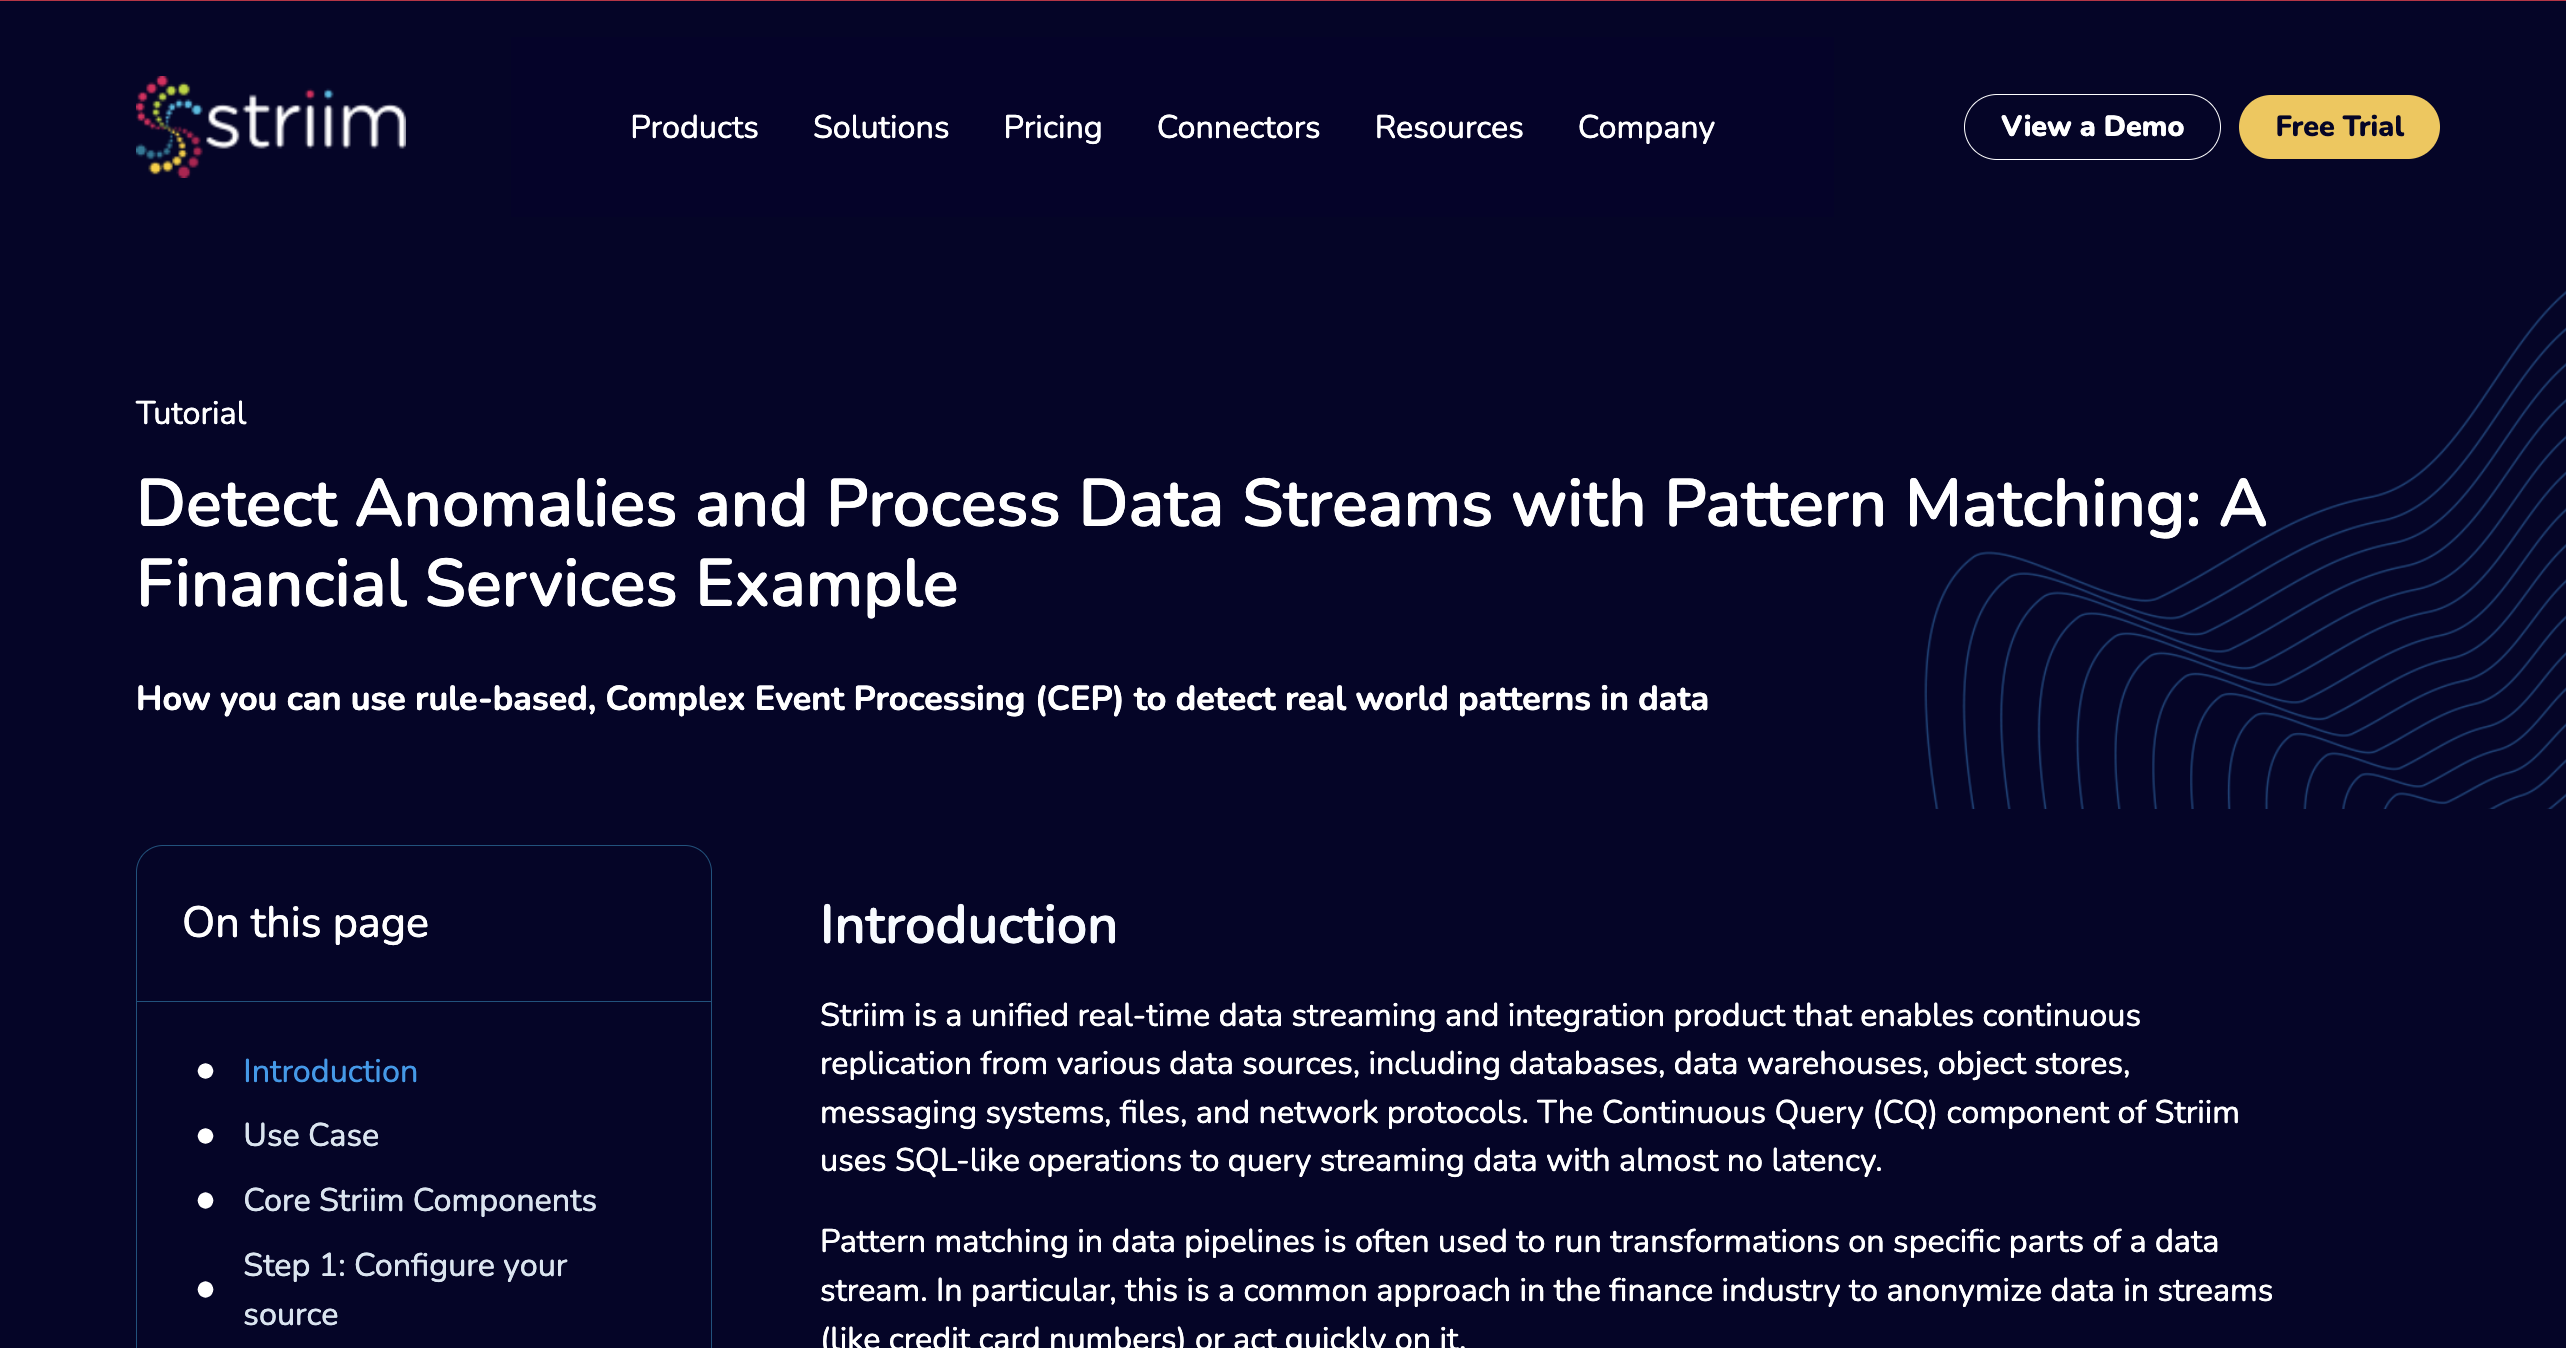 striim
Products
Solutions
Pricing
Connectors
Resources
Company
View a Demo
Free Trial
Tutorial
Detect Anomalies and Process Data Streams with Pattern Matching: A
Financial Services Example
How you can use rule-based, Complex Event Processing (CEP) to detect real world patterns in data
On this page
Introduction
Use Case
Core Striim Components
Step 1: Configure your
source
Introduction
Striim is a unified real-time data streaming and integration product that enables continuous
replication from various data sources, including databases, data warehouses, object stores,
messaging systems, files, and network protocols. The Continuous Query (CQ) component of Striim
uses SQL-like operations to query streaming data with almost no latency.
Pattern matching in data pipelines is often used to run transformations on specific parts of a data
stream. In particular, this is a common approach in the finance industry to anonymize data in streams
(like credit card numbers) or act quickly on it.